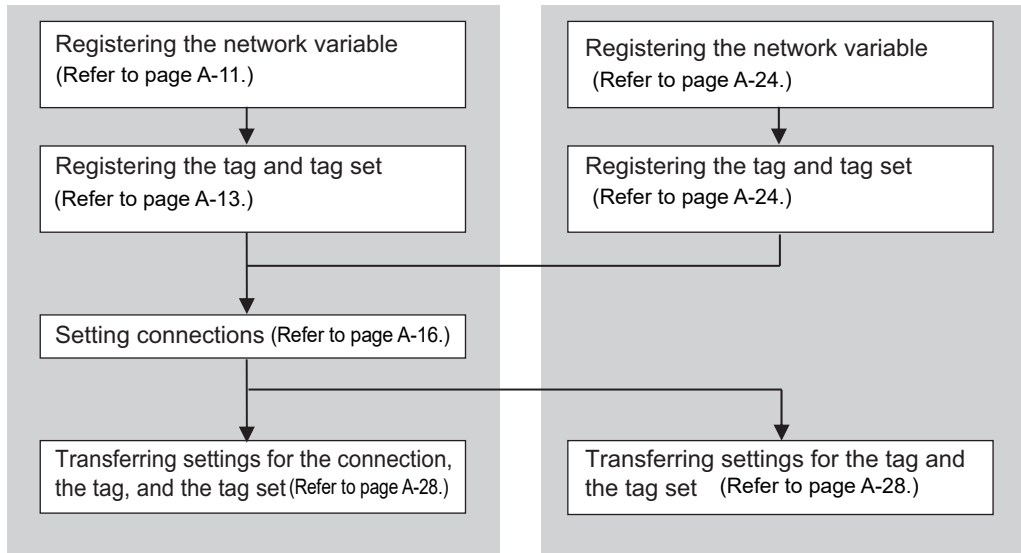 Registering the network variable
(Refer to page A-11.)
Registering the tag and tag set
(Refer to page A-13.)
Setting connections (Refer to page A-16.)
Transferring settings for the connection,
the tag, and the tag set (Refer to page A-28.)
Registering the network variable
(Refer to page A-24.)
Registering the tag and tag set
(Refer to page A-24.)
Transferring settings for the tag and
the tag set (Refer to page A-28.)